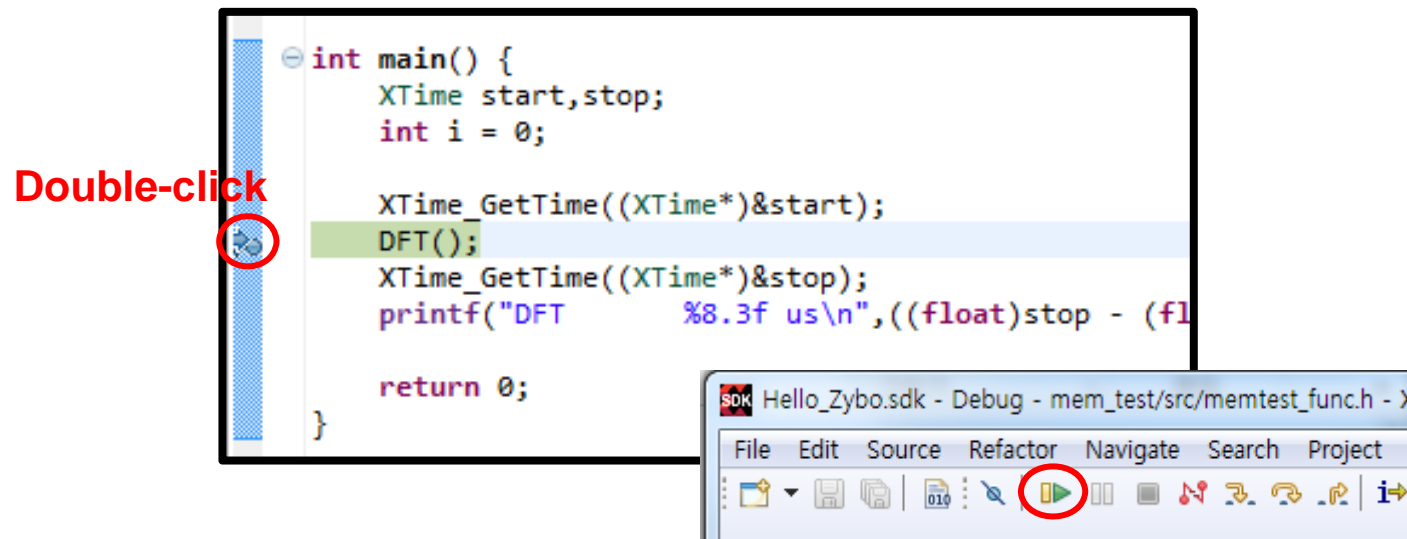 int main() {
XTime start,stop;
int i = 0;
Double-click
XTime_GetTime((XTime*)&start);
DFT();
XTime_GetTime((XTime*)&stop);
printf("DFT       %8.3f us\n",((float)stop - (fl
return 0;
}
SDK Hello_Zybo.sdk - Debug - mem_test/src/memtest_func.h - X
File Edit Source Refactor Navigate Search Project
010 i